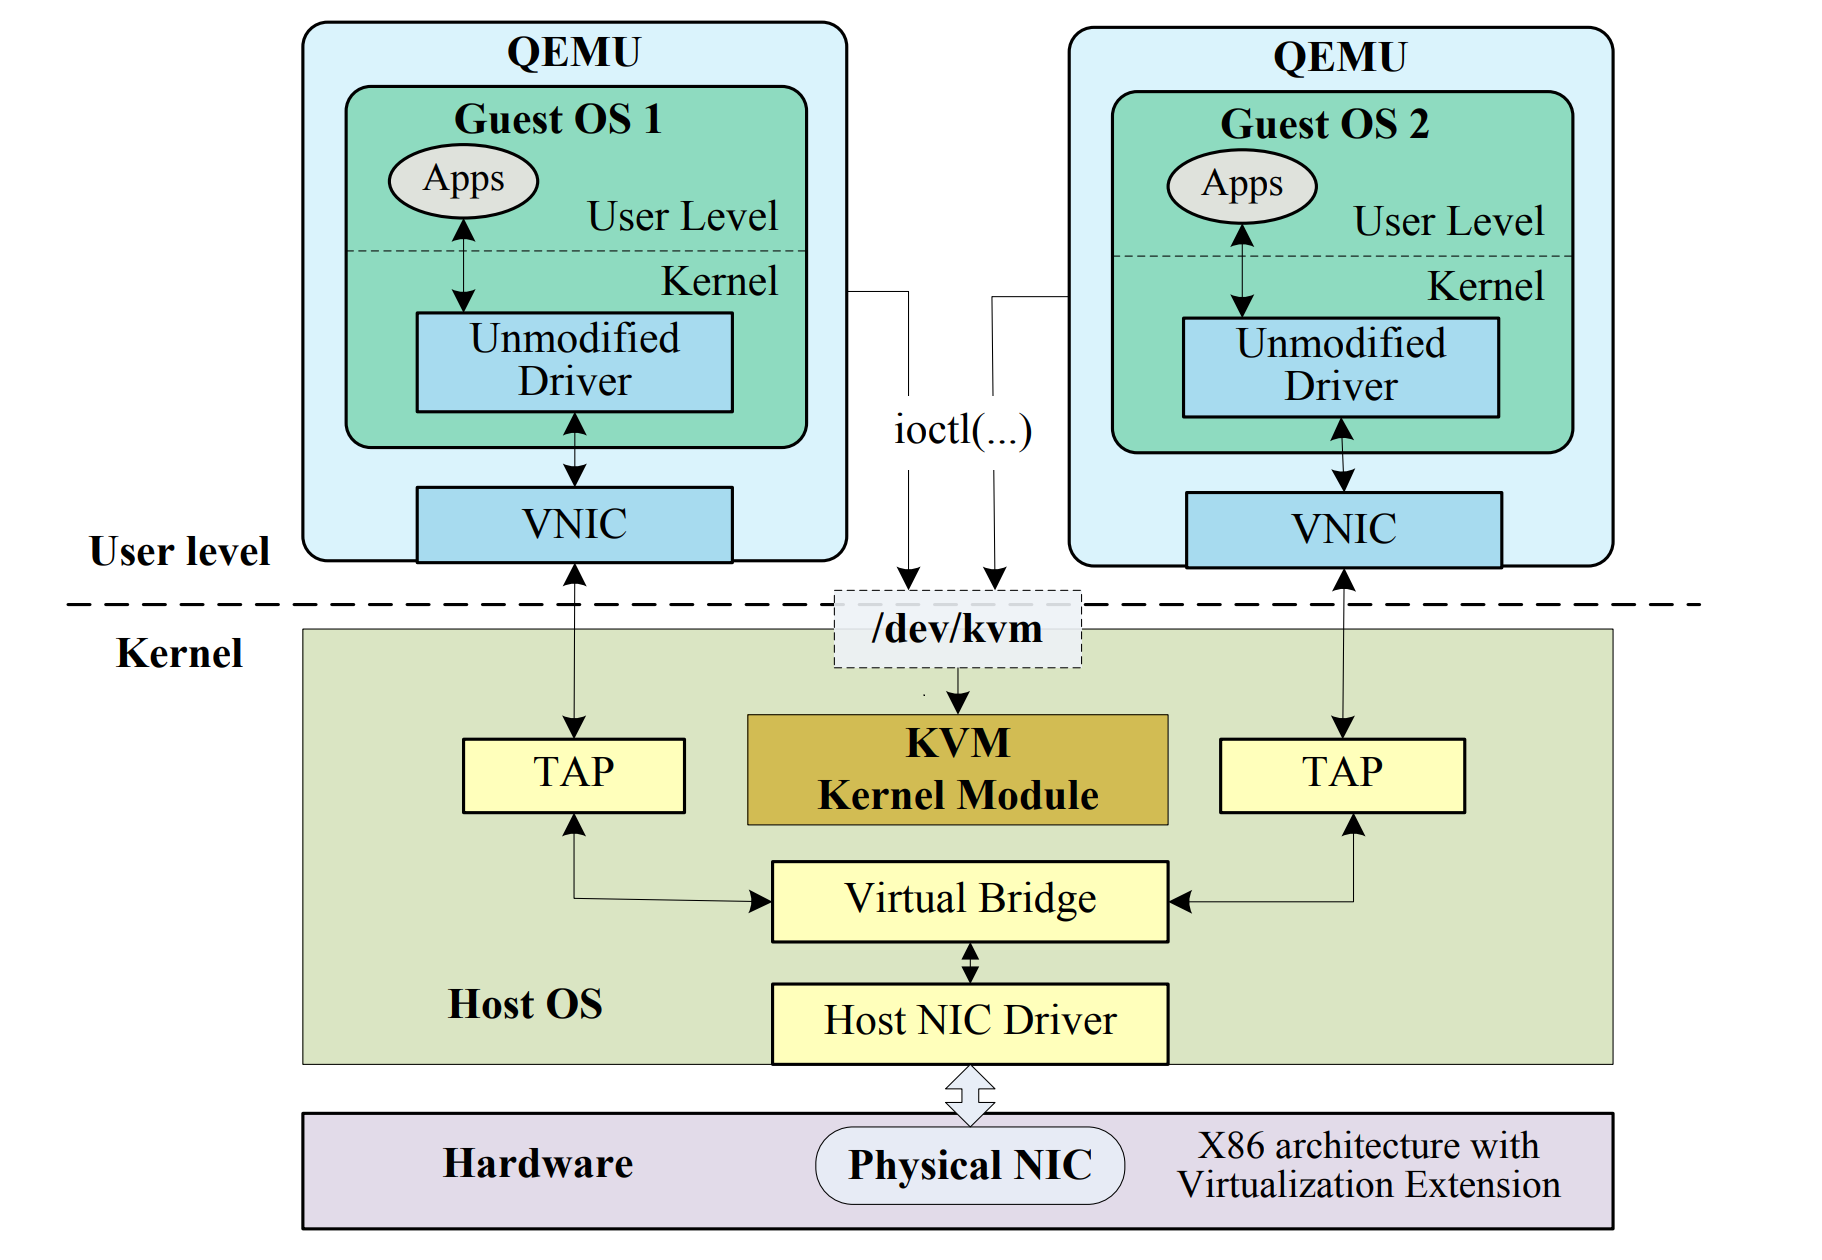 QEMU
Guest OS 1
Apps
User Level
Kernel
Unmodified
Driver
VNIC
QEMU
Guest OS 2
Apps
User Level
Kernel
Unmodified
Driver
VNIC
ioctl(...)
User level
Kernel
/dev/kvm
TAP
KVM
Kernel Module
TAP
Virtual Bridge
Host OS
Host NIC Driver
Hardware
Physical NIC
X86 architecture with
Virtualization Extension